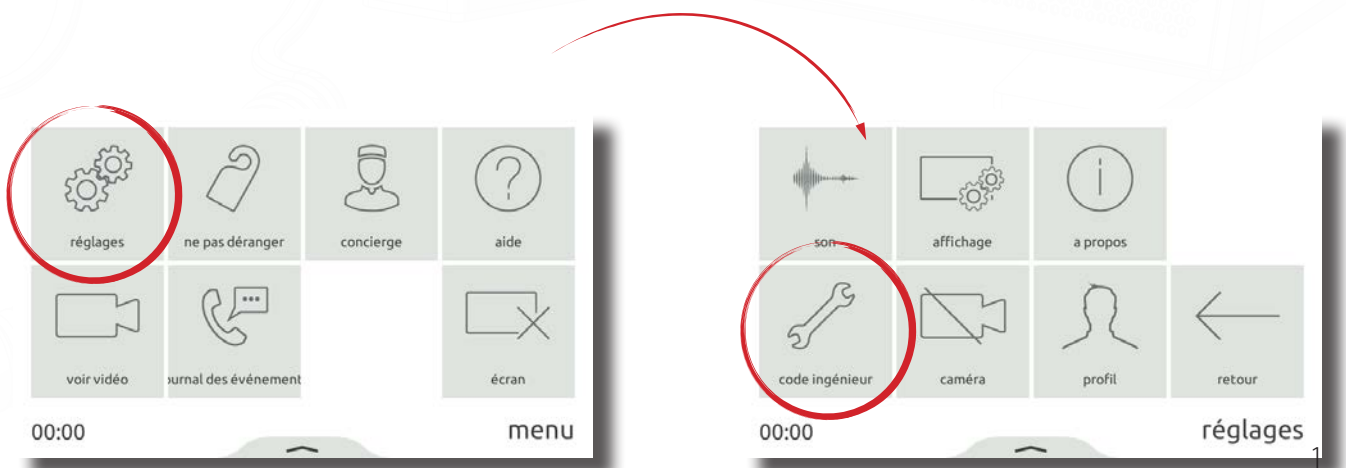 réglages
ne pas déranger
concierge
aide
voir vidéo
ournal des événement
écran
00:00
menu
son
affichage
a propos
code ingénieur
caméra
profil
retour
00:00
réglages
1